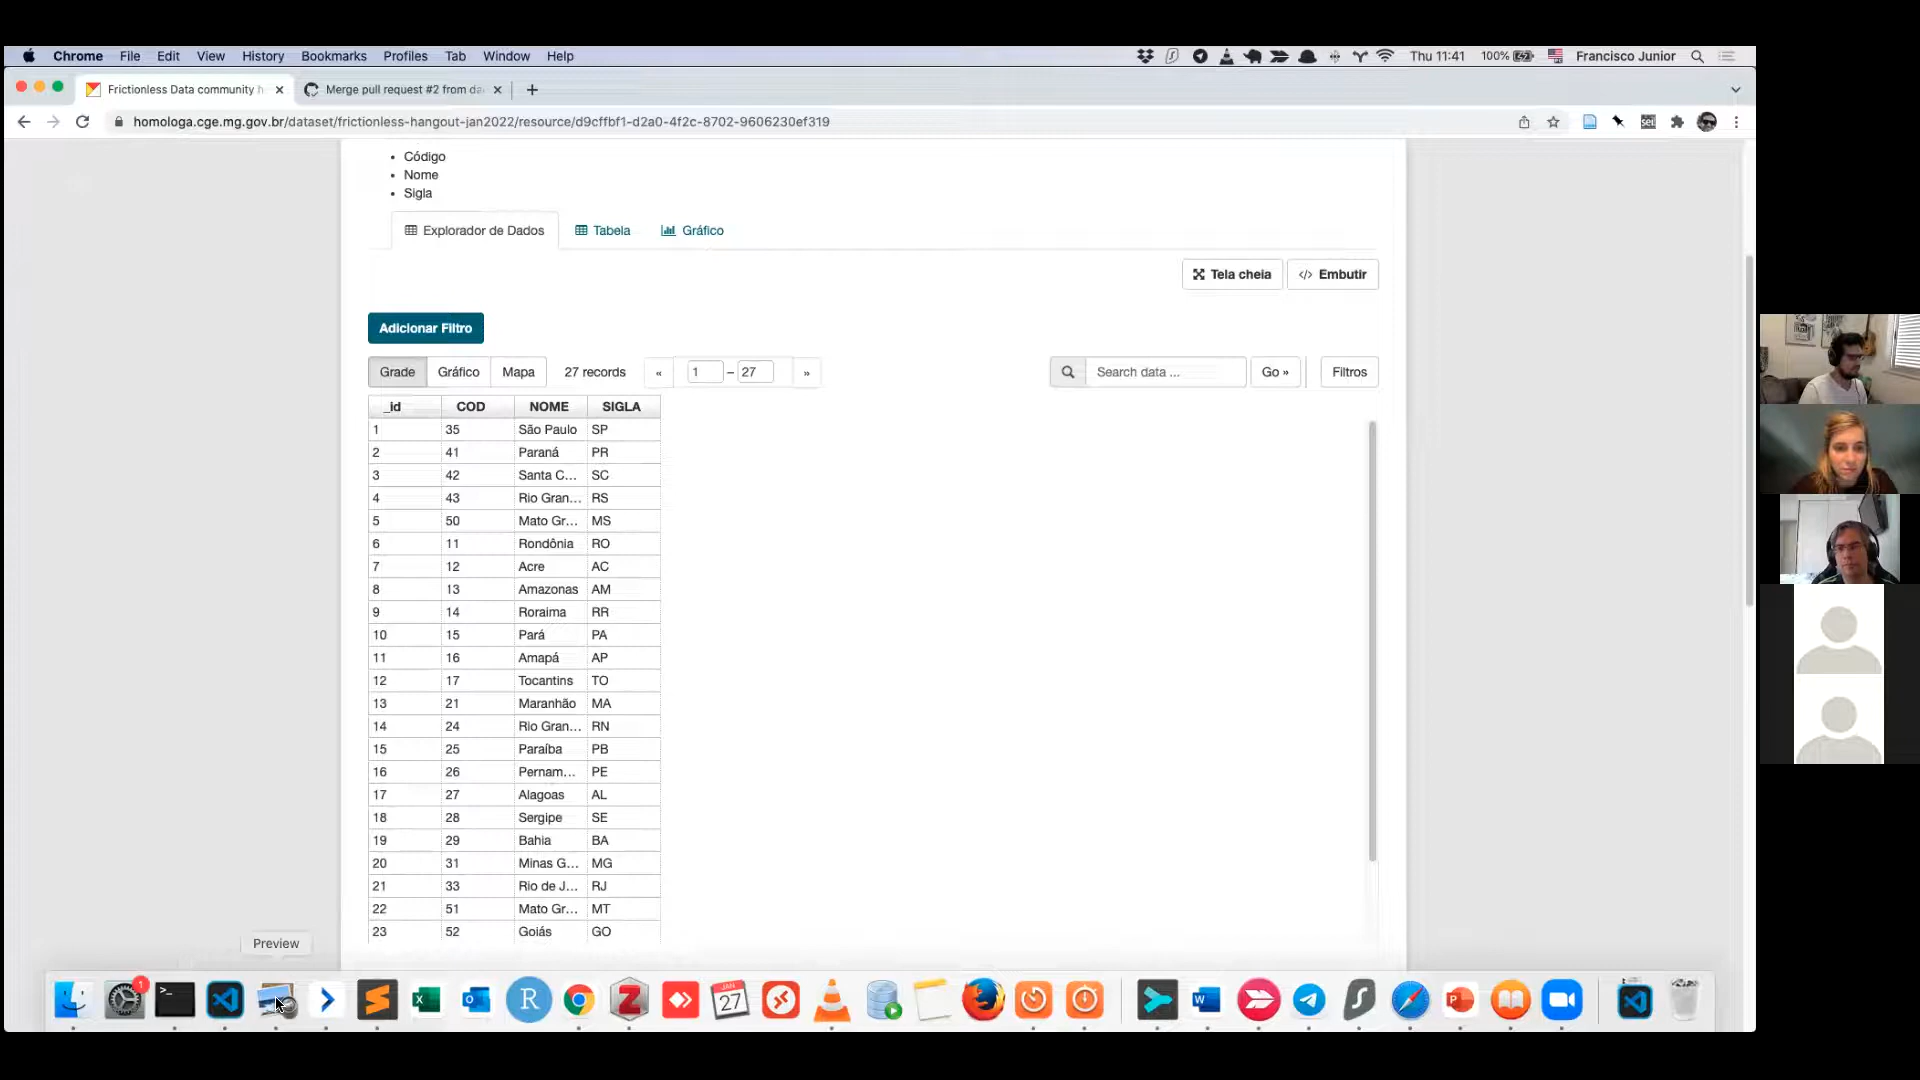 Chrome File Edit View History Bookmarks Profiles Tab Window Help Thu 11:41 100% Francisco Junior
Frictionless Data community h Merge pull request #2 from da
homologa.cge.mg.gov.br/dataset/frictionless-hangout-jan2022/resource/d9cffbf1-d2a0-4f2c-8702-9606230ef319
Código
Nome
Sigla
Explorador de Dados Tabela Gráfico
Tela cheia Embutir
Adicionar Filtro
Grade Gráfico Mapa 27 records « 1 – 27 » Search data ... Go » Filtros
_id COD NOME SIGLA
1 35 São Paulo SP
2 41 Paraná PR
3 42 Santa C... SC
4 43 Rio Gran... RS
5 50 Mato Gr... MS
6 11 Rondônia RO
7 12 Acre AC
8 13 Amazonas AM
9 14 Roraima RR
10 15 Pará PA
11 16 Amapá AP
12 17 Tocantins TO
13 21 Maranhão MA
14 24 Rio Gran... RN
15 25 Paraíba PB
16 26 Pernam... PE
17 27 Alagoas AL
18 28 Sergipe SE
19 29 Bahia BA
20 31 Minas G... MG
21 33 Rio de J... RJ
22 51 Mato Gr... MT
23 52 Goiás GO
Preview
1
JAN
27